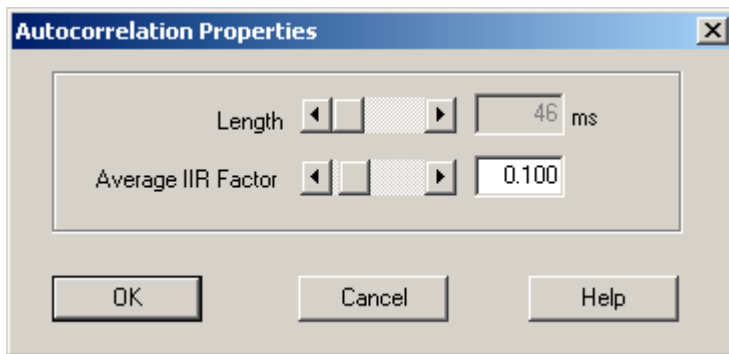 Autocorrelation Properties
Length 46 ms
Average IIR Factor 0.100
OK Cancel Help